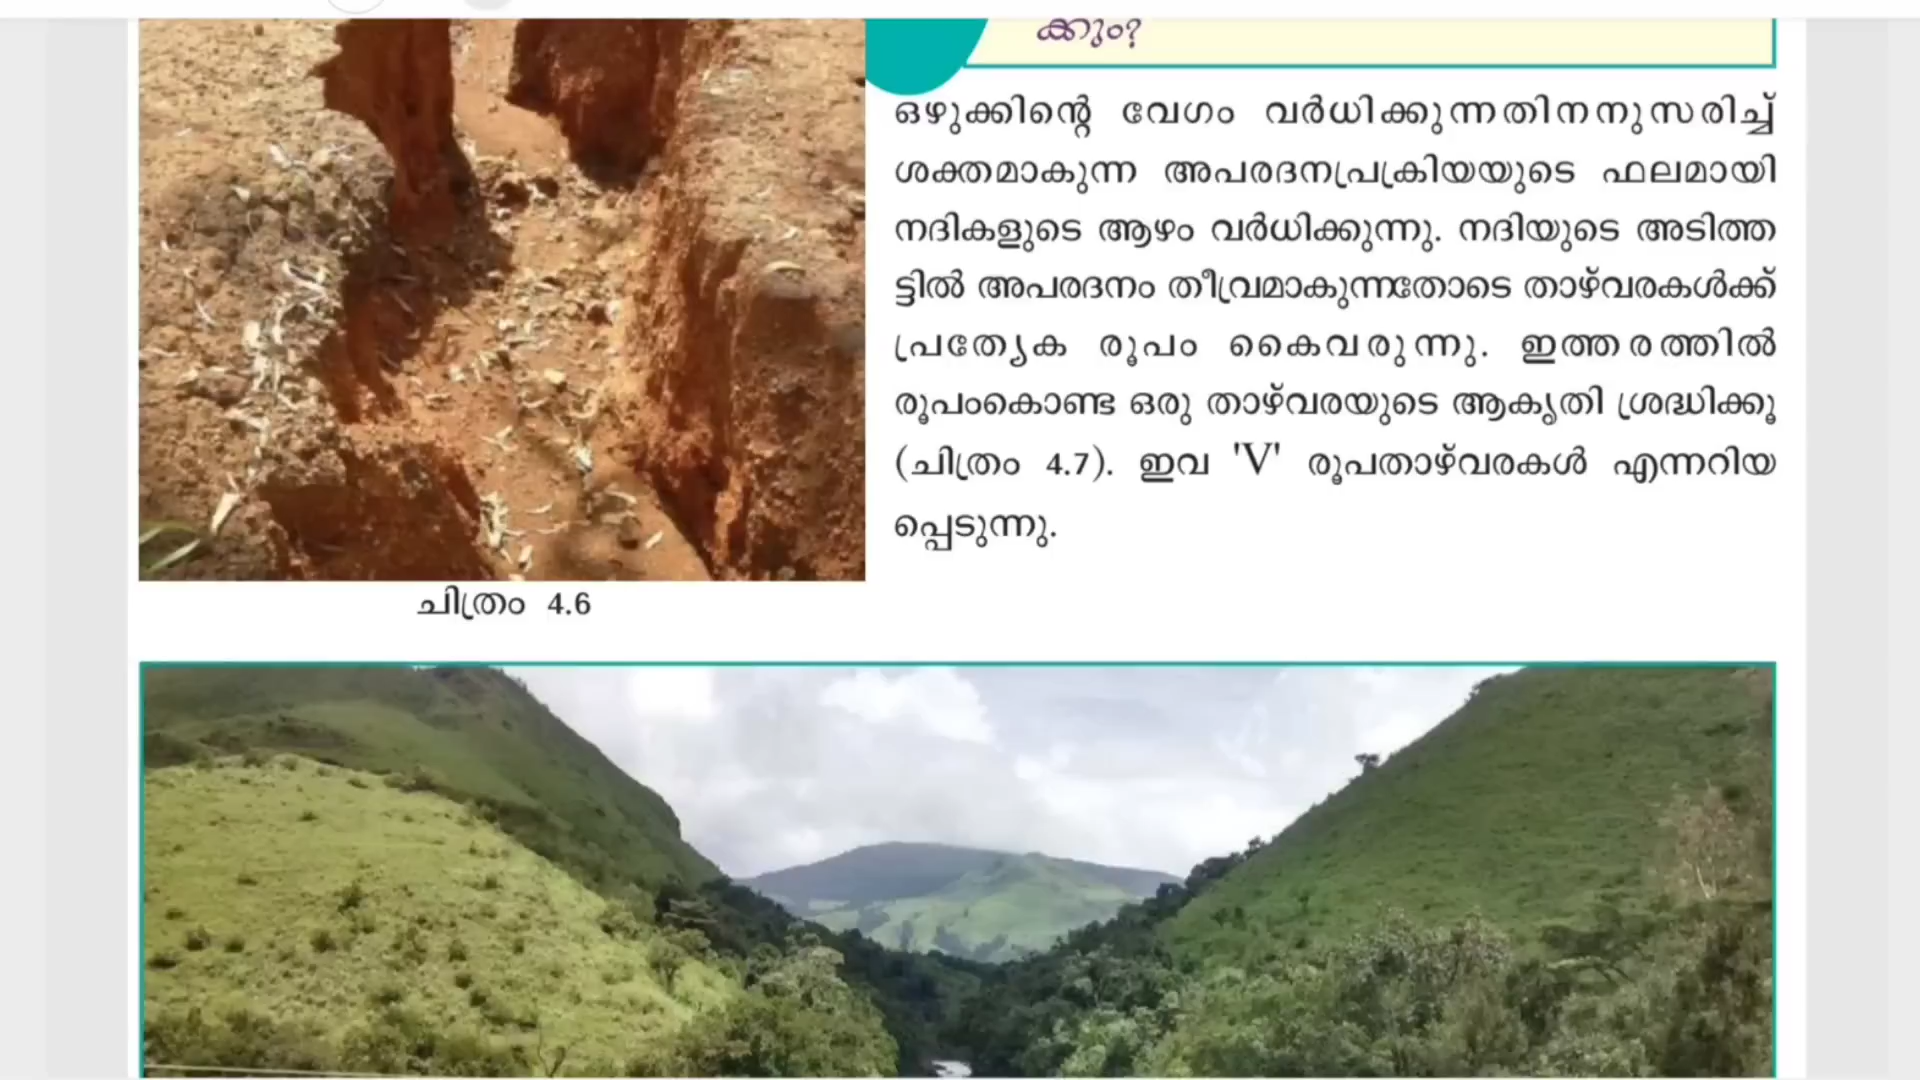 ക്കും?
ഒഴുക്കിന്റെ വേഗം വർധിക്കുന്നതിനനുസരിച്ച്
ശക്തമാകുന്ന അപരദനപ്രക്രിയയുടെ ഫലമായി
നദികളുടെ ആഴം വർധിക്കുന്നു. നദിയുടെ അടിത്ത
ട്ടിൽ അപരദനം തീവ്രമാകുന്നതോടെ താഴ്‌വരകൾക്ക്
പ്രത്യേക രൂപം കൈവരുന്നു. ഇത്തരത്തിൽ
രൂപംകൊണ്ട ഒരു താഴ്‌വരയുടെ ആകൃതി ശ്രദ്ധിക്കൂ
(ചിത്രം 4.7). ഇവ 'V' രൂപതാഴ്‌വരകൾ എന്നറിയ
പ്പെടുന്നു.
ചിത്രം 4.6